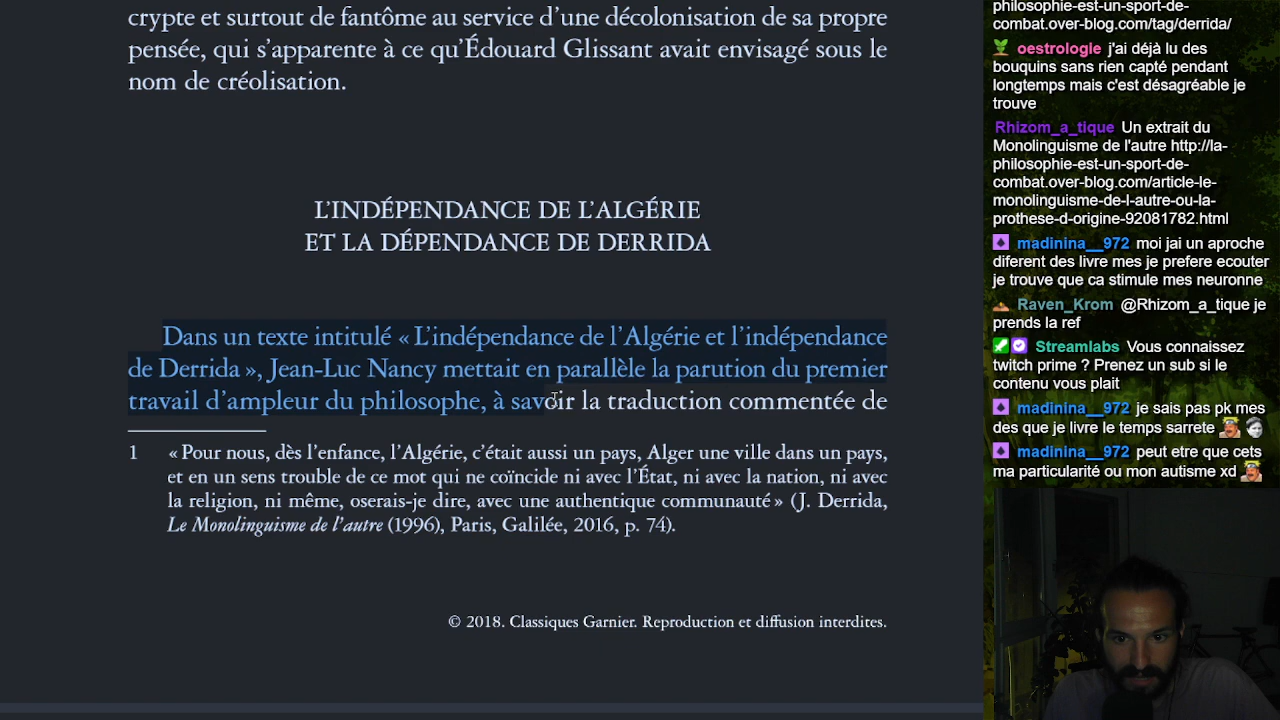 crypte et surtout de fantôme au service d’une décolonisation de sa propre
pensée, qui s’apparente à ce qu’Édouard Glissant avait envisagé sous le
nom de créolisation.
L’INDÉPENDANCE DE L’ALGÉRIE
ET LA DÉPENDANCE DE DERRIDA
Dans un texte intitulé « L’indépendance de l’Algérie et l’indépendance
de Derrida », Jean-Luc Nancy mettait en parallèle la parution du premier
travail d’ampleur du philosophe, à savoir la traduction commentée de
1 « Pour nous, dès l’enfance, l’Algérie, c’était aussi un pays, Alger une ville dans un pays,
et en un sens trouble de ce mot qui ne coïncide ni avec l’État, ni avec la nation, ni avec
la religion, ni même, oserais-je dire, avec une authentique communauté » (J. Derrida,
Le Monolinguisme de l’autre (1996), Paris, Galilée, 2016, p. 74).
© 2018. Classiques Garnier. Reproduction et diffusion interdites.
philosophie-est-un-sport-de-
combat.over-blog.com/tag/derrida/
oestrologie j'ai déjà lu des
bouquins sans rien capté pendant
longtemps mais c'est désagréable je
trouve
Rhizom_a_tique Un extrait du
Monolinguisme de l'autre http://la-
philosophie-est-un-sport-de-
combat.over-blog.com/article-le-
monolinguisme-de-l-autre-ou-la-
prothese-d-origine-92081782.html
madinina__972 moi jai un aproche
diferent des livre mes je prefere ecouter
je trouve que ca stimule mes neuronne
Raven_Krom @Rhizom_a_tique je
prends la ref
Streamlabs Vous connaissez
twitch prime ? Prenez un sub si le
contenu vous plait
madinina__972 je sais pas pk mes
des que je livre le temps sarrete
madinina__972 peut etre que cets
ma particularité ou mon autisme xd